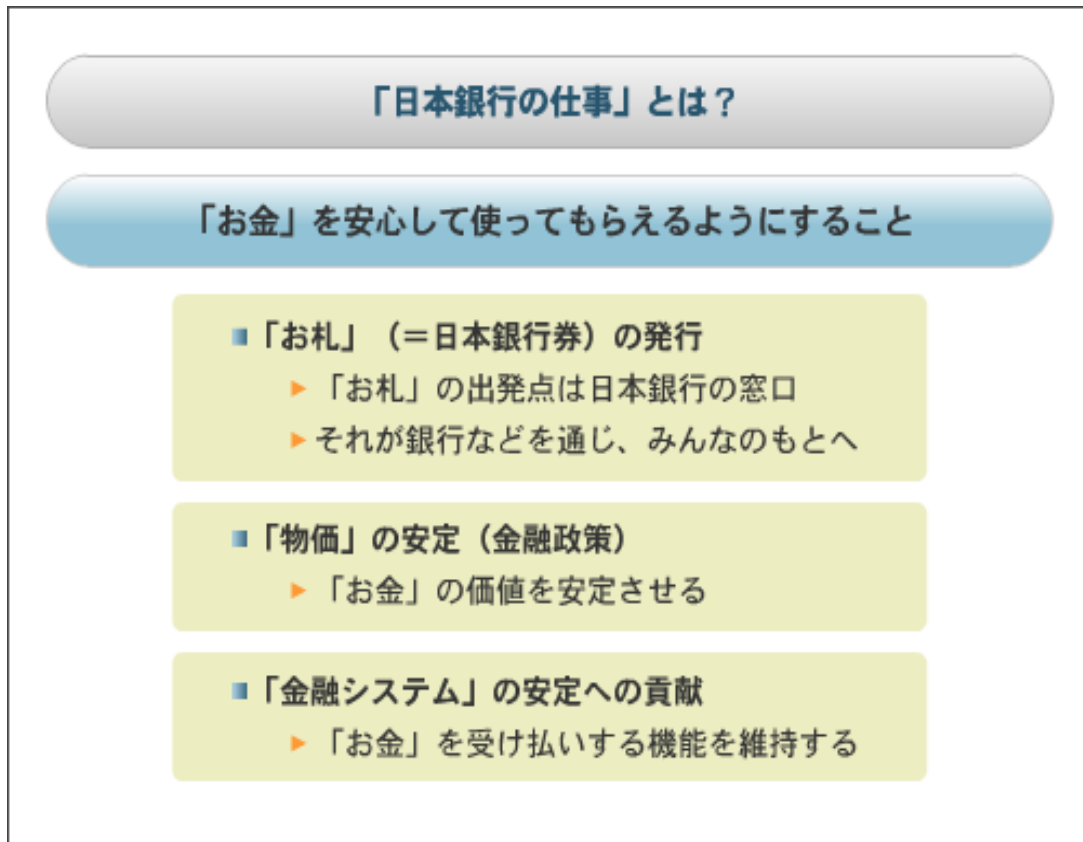 「日本銀行の仕事」とは？
「お金」を安心して使ってもらえるようにすること
■「お札」（＝日本銀行券）の発行
▶「お札」の出発点は日本銀行の窓口
▶それが銀行などを通じ、みんなのもとへ
■「物価」の安定（金融政策）
▶「お金」の価値を安定させる
■「金融システム」の安定への貢献
▶「お金」を受け払いする機能を維持する